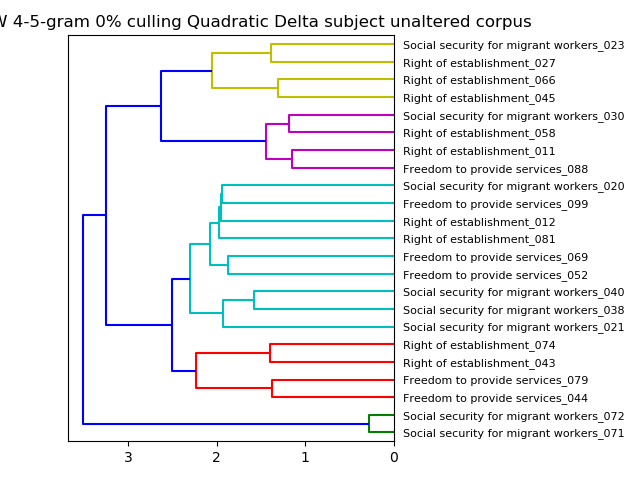 4-5-gram 0% culling Quadratic Delta subject unaltered corpus
Social security for migrant workers_023
Right of establishment_027
Right of establishment_066
Right of establishment_045
Social security for migrant workers_030
Right of establishment_058
Right of establishment_011
Freedom to provide services_088
Social security for migrant workers_020
Freedom to provide services_099
Right of establishment_012
Right of establishment_081
Freedom to provide services_069
Freedom to provide services_052
Social security for migrant workers_040
Social security for migrant workers_038
Social security for migrant workers_021
Right of establishment_074
Right of establishment_043
Freedom to provide services_079
Freedom to provide services_044
Social security for migrant workers_072
Social security for migrant workers_071
3 2 1 0